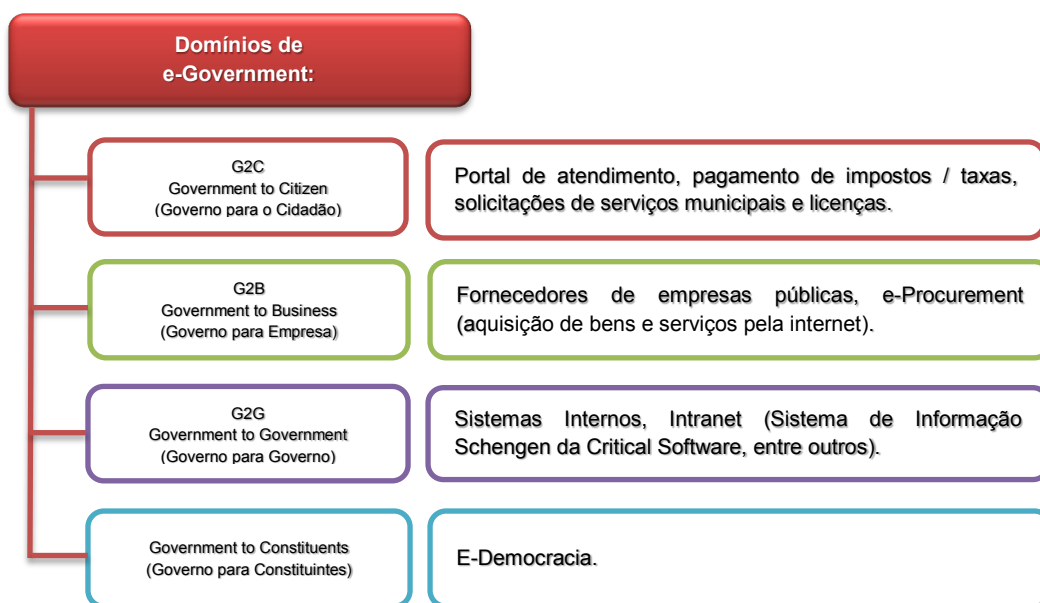 Domínios de
e-Government:
G2C
Government to Citizen
(Governo para o Cidadão)
Portal de atendimento, pagamento de impostos / taxas,
solicitações de serviços municipais e licenças.
G2B
Government to Business
(Governo para Empresa)
Fornecedores de empresas públicas, e-Procurement
(aquisição de bens e serviços pela internet).
G2G
Government to Government
(Governo para Governo)
Sistemas Internos, Intranet (Sistema de Informação
Schengen da Critical Software, entre outros).
Government to Constituents
(Governo para Constituintes)
E-Democracia.